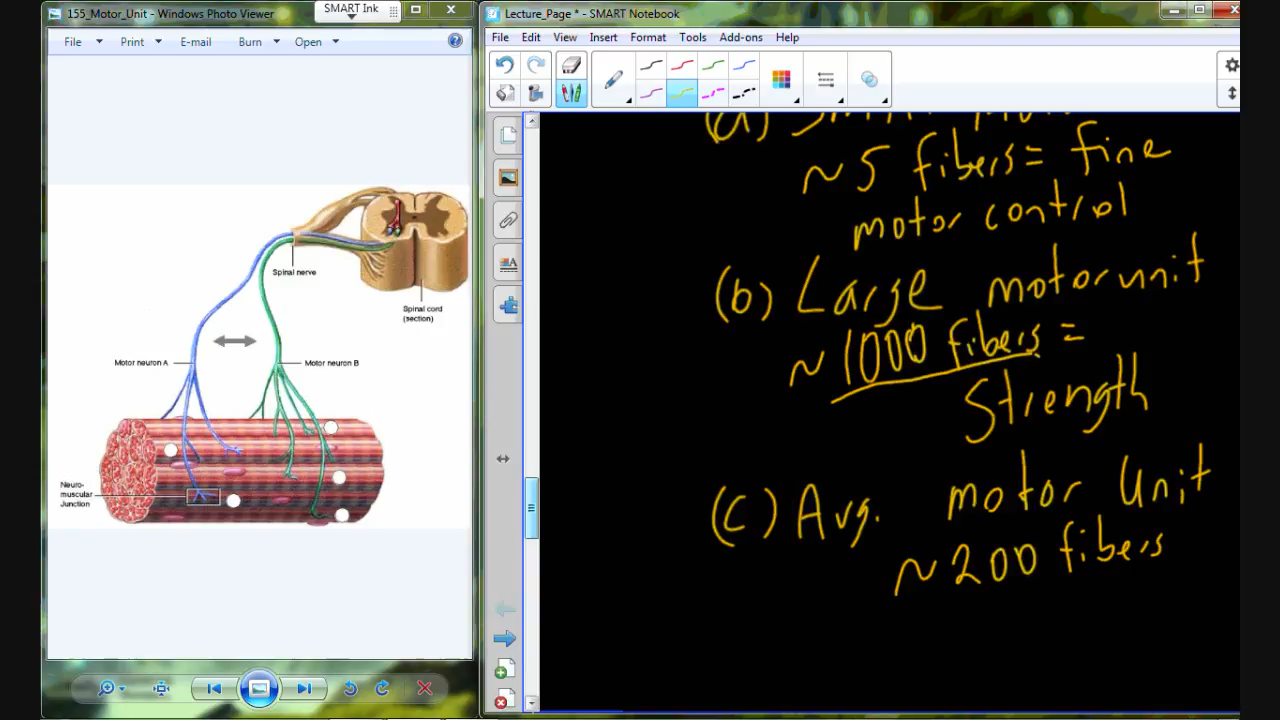 155_Motor_Unit - Windows Photo Viewer
SMART Ink
File Print E-mail Burn Open
Spinal nerve
Spinal cord
(section)
Motor neuron A
Motor neuron B
Neuro-
muscular
Junction
Lecture_Page * - SMART Notebook
File Edit View Insert Format Tools Add-ons Help
(a)
~5 fibers = fine
motor control
(b) Large motor unit
~1000 fibers =
Strength
(c) Avg. motor Unit
~200 fibers